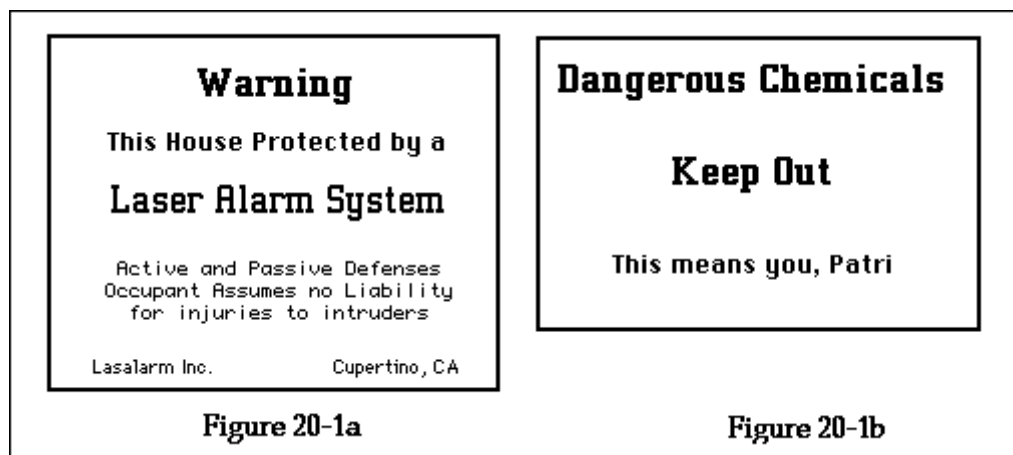 Warning
This House Protected by a
Laser Alarm System
Active and Passive Defenses
Occupant Assumes no Liability
for injuries to intruders
Lasalarm Inc. Cupertino, CA
Figure 20-1a
Dangerous Chemicals
Keep Out
This means you, Patri
Figure 20-1b